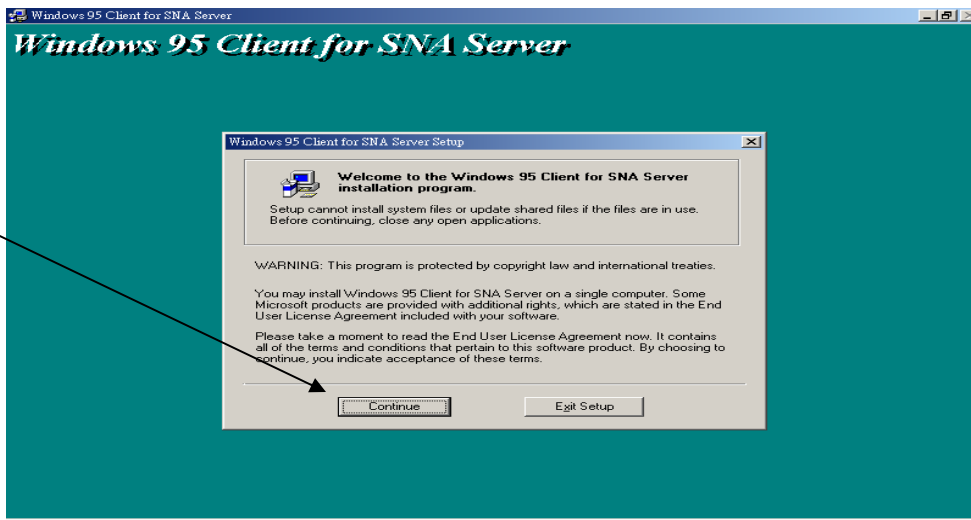 Windows 95 Client for SNA Server
Windows 95 Client for SNA Server
Windows 95 Client for SNA Server Setup
Welcome to the Windows 95 Client for SNA Server
installation program.
Setup cannot install system files or update shared files if the files are in use.
Before continuing, close any open applications.
WARNING: This program is protected by copyright law and international treaties.
You may install Windows 95 Client for SNA Server on a single computer. Some
Microsoft products are provided with additional rights, which are stated in the End
User License Agreement included with your software.
Please take a moment to read the End User License Agreement now. It contains
all of the terms and conditions that pertain to this software product. By choosing to
continue, you indicate acceptance of these terms.
Continue
Exit Setup